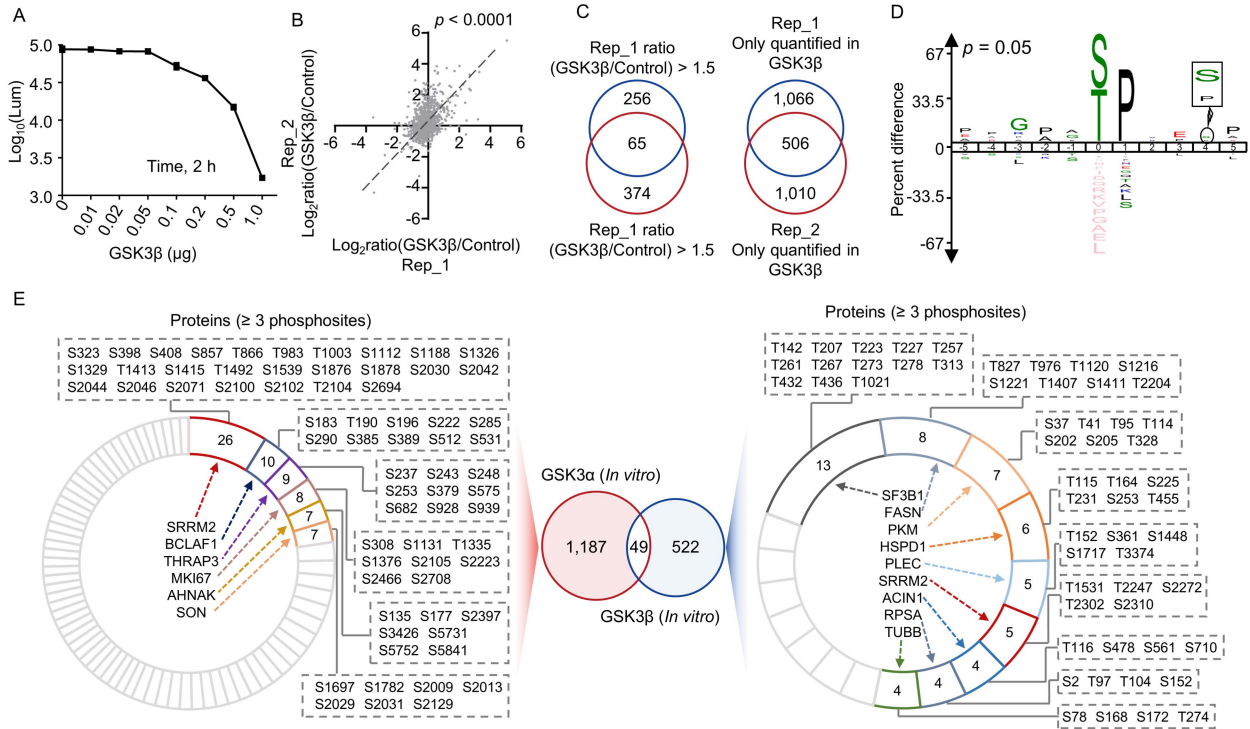 A
5.0
4.5
4.0
3.5
3.0
Log10(Lum)
Time, 2 h
0 0.01 0.02 0.05 0.1 0.2 0.5 1.0
GSK3β (μg)
B
p < 0.0001
Rep_2
Log2ratio(GSK3β/Control)
6
4
2
-6 -4 -2 2 4 6
-2
-4
-6
Log2ratio(GSK3β/Control)
Rep_1
C
Rep_1 ratio
(GSK3β/Control) > 1.5
256
65
374
Rep_1 ratio
(GSK3β/Control) > 1.5
Rep_1
Only quantified in
GSK3β
1,066
506
1,010
Rep_2
Only quantified in
GSK3β
D
p = 0.05
Percent difference
67
33.5
0
-33.5
-67
S
T
P
G
P
E
S
P
P
L
S
E
Proteins (≥ 3 phosphosites)
S323 S398 S408 S857 T866 T983 T1003 S1112 S1188 S1326
S1329 T1413 S1415 T1492 S1539 S1876 S1878 S2030 S2042
S2044 S2046 S2071 S2100 S2102 T2104 S2694
S183 T190 S196 S222 S285
S290 S385 S389 S512 S531
S237 S243 S248
S253 S379 S575
S682 S928 S939
S308 S1131 T1335
S1376 S2105 S2223
S2466 S2708
S135 S177 S2397
S3426 S5731
S5752 S5841
S1697 S1782 S2009 S2013
S2029 S2031 S2129
26
10
9
8
7
7
SRRM2
BCLAF1
THRAP3
MKI67
AHNAK
SON
GSK3α (In vitro)
1,187
49
522
GSK3β (In vitro)
Proteins (≥ 3 phosphosites)
T142 T207 T223 T227 T257
T261 T267 T273 T278 T313
T432 T436 T1021
T827 T976 T1120 S1216
S1221 T1407 S1411 T2204
S37 T41 T95 T114
S202 S205 T328
T115 T164 S225
T231 S253 T455
T152 S361 S1448
S1717 T3374
T1531 T2247 S2272
T2302 S2310
T116 S478 S561 S710
S2 T97 T104 S152
S78 S168 S172 T274
13
8
7
6
5
5
4
4
4
SF3B1
FASN
PKM
HSPD1
PLEC
SRRM2
ACIN1
RPSA
TUBB